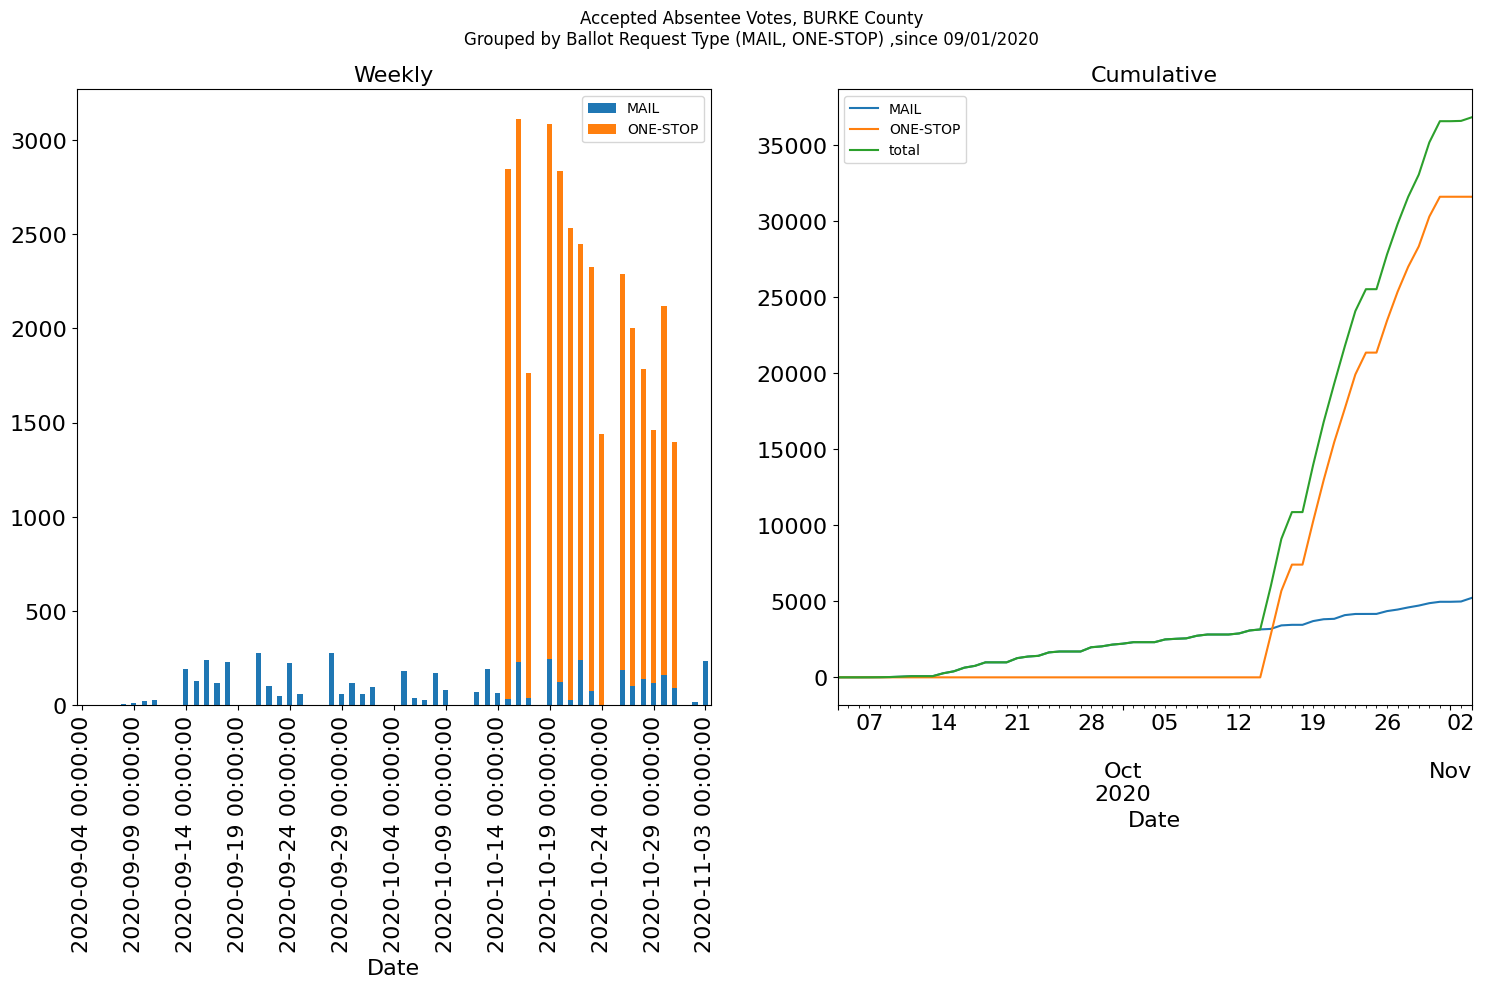 Accepted Absentee Votes, BURKE County
Grouped by Ballot Request Type (MAIL, ONE-STOP) ,since 09/01/2020
Weekly
MAIL
ONE-STOP
3000
2500
2000
1500
1000
500
0
2020-09-04 00:00:00
2020-09-09 00:00:00
2020-09-14 00:00:00
2020-09-19 00:00:00
2020-09-24 00:00:00
2020-09-29 00:00:00
2020-10-04 00:00:00
2020-10-09 00:00:00
2020-10-14 00:00:00
2020-10-19 00:00:00
2020-10-24 00:00:00
2020-10-29 00:00:00
2020-11-03 00:00:00
Date
Cumulative
MAIL
ONE-STOP
total
35000
30000
25000
20000
15000
10000
5000
0
07 14 21 28 05 12 19 26 02
Oct Nov
2020
Date